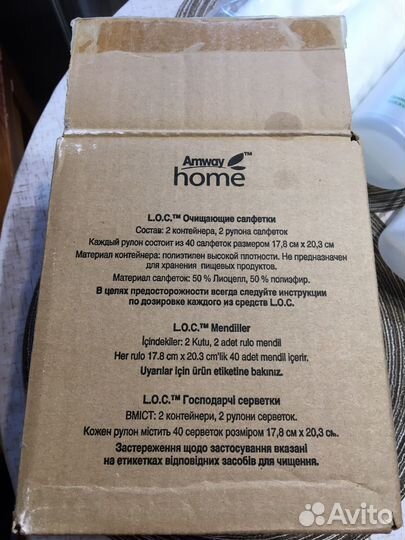 Amway™
home
L.O.C.™ Очищающие салфетки
Состав: 2 контейнера, 2 рулона салфеток
Каждый рулон состоит из 40 салфеток размером 17,8 см x 20,3 см
Материал контейнера: полиэтилен высокой плотности. Не предназначен
для хранения пищевых продуктов.
Материал салфеток: 50 % Лиоцелл, 50 % полиэфир.
В целях предосторожности всегда следуйте инструкции
по дозировке каждого из средств L.O.C.
L.O.C.™ Mendiller
İçindekiler: 2 Kutu, 2 adet rulo mendil
Her rulo 17.8 cm x 20.3 cm'lik 40 adet mendil içerir.
Uyarılar için ürün etiketine bakınız.
L.O.C.™ Господарчі серветки
ВМІСТ: 2 контейнери, 2 рулони серветок.
Кожен рулон містить 40 серветок розміром 17,8 см x 20,3 см.
Застереження щодо застосування вказані
на етикетках відповідних засобів для чищення.
Avito